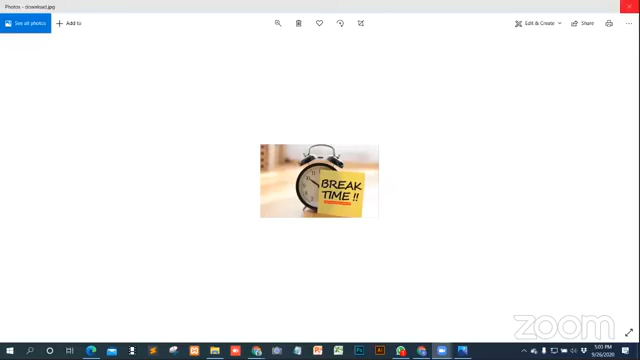 Photos - download.jpg
See all photos
Add to
Edit & Create
Share
BREAK
TIME !!
zoom
5:03 PM
9/26/2020